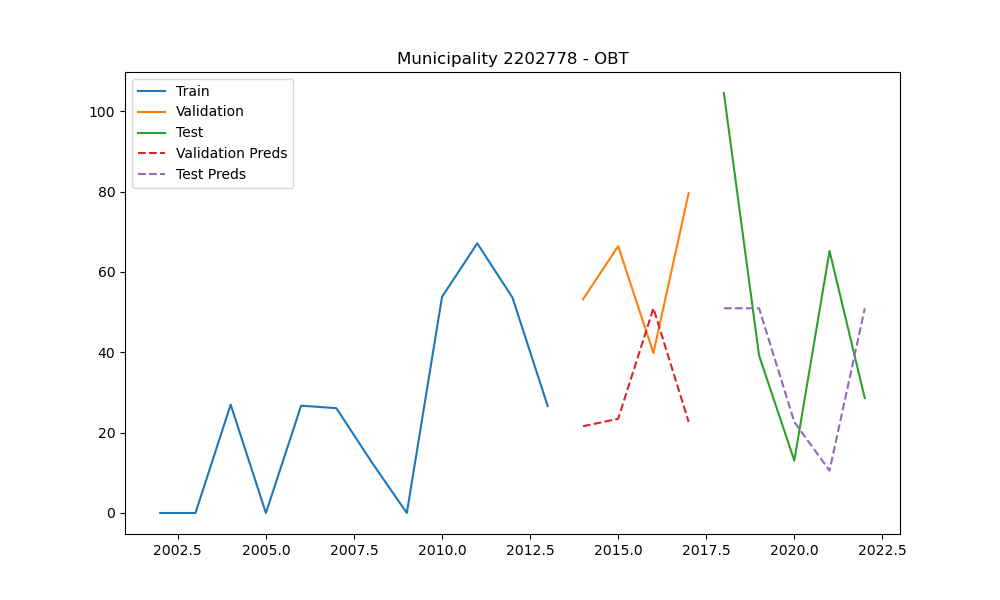 Municipality 2202778 - OBT
Train
Validation
Test
Validation Preds
Test Preds
100
80
60
40
20
0
2002.5 2005.0 2007.5 2010.0 2012.5 2015.0 2017.5 2020.0 2022.5